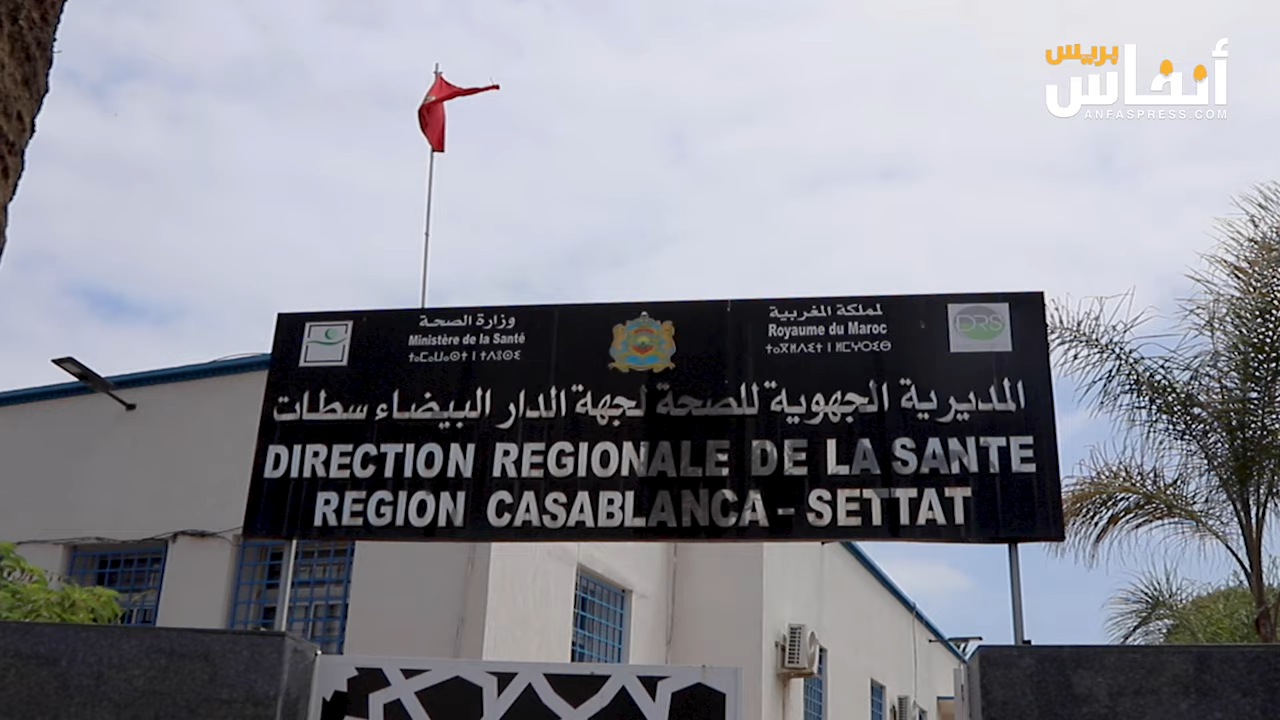 أنفاس بريس
ANFASPRESS.COM
وزارة الصحة
Ministère de la Santé
ⵜⴰⵎⴰⵡⴰⵙⵜ ⵏ ⵜⴷⵓⵙⵉ
لمملكة المغربية
Royaume du Maroc
ⵜⴰⴳⵍⴷⵉⵜ ⵏ ⵍⵎⵖⵔⵉⴱ
DRS
المديرية الجهوية للصحة لجهة الدار البيضاء سطات
DIRECTION REGIONALE DE LA SANTE
REGION CASABLANCA - SETTAT